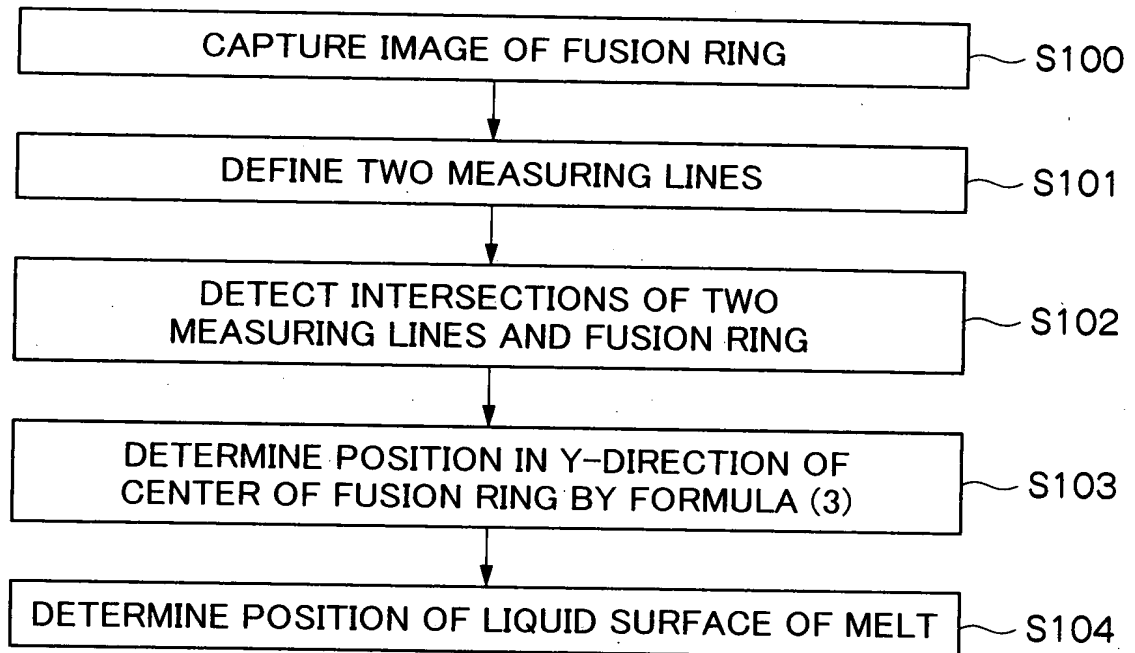 CAPTURE IMAGE OF FUSION RING
S100
DEFINE TWO MEASURING LINES
S101
DETECT INTERSECTIONS OF TWO
MEASURING LINES AND FUSION RING
S102
DETERMINE POSITION IN Y-DIRECTION OF
CENTER OF FUSION RING BY FORMULA (3)
S103
DETERMINE POSITION OF LIQUID SURFACE OF MELT
S104